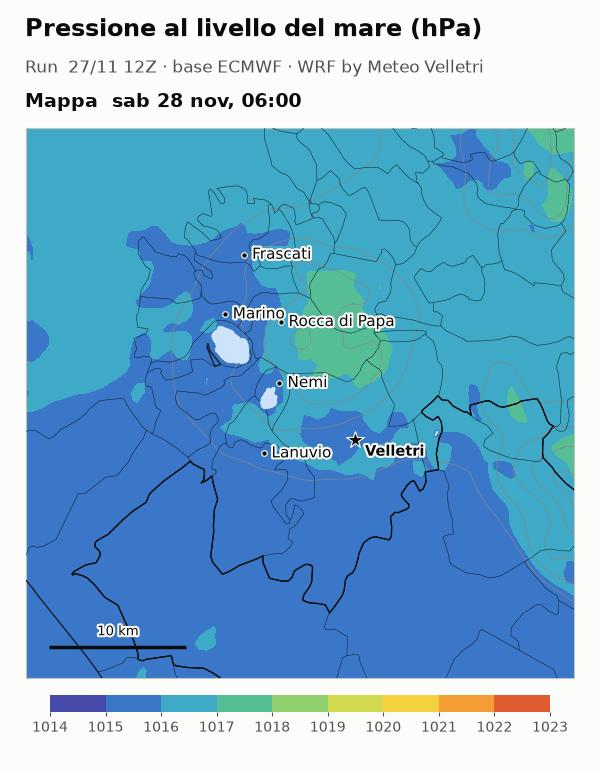 Pressione al livello del mare (hPa)
Run  27/11 12Z · base ECMWF · WRF by Meteo Velletri
Mappa  sab 28 nov, 06:00
Frascati
Marino
Rocca di Papa
Nemi
Velletri
Lanuvio
10 km
1014 1015 1016 1017 1018 1019 1020 1021 1022 1023